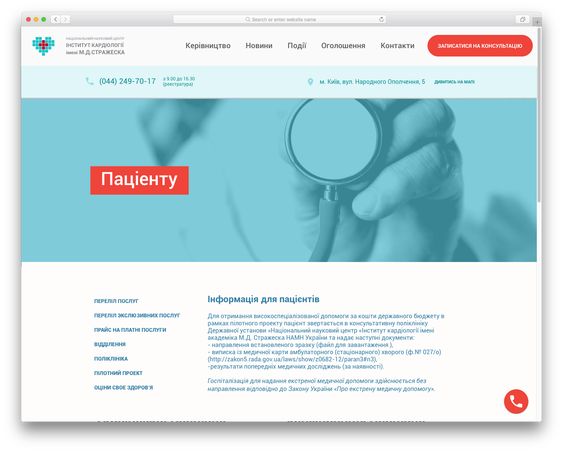 Search or enter website name
НАЦІОНАЛЬНИЙ НАУКОВИЙ ЦЕНТР
ІНСТИТУТ КАРДІОЛОГІЇ
імені М.Д.СТРАЖЕСКА
Керівництво Новини Події Оголошення Контакти
ЗАПИСАТИСЯ НА КОНСУЛЬТАЦІЮ
(044) 249-70-17
з 9.00 до 16.30
(реєстратура)
м. Київ, вул. Народного Ополчення, 5
ДИВИТИСЬ НА МАПІ
Пацієнту
ПЕРЕЛІП ПОСЛУГ
ПЕРЕЛІП ЭКСЛЮЗИВНИХ ПОСЛУГ
ПРАЙС НА ПЛАТНІ ПОСЛУГИ
ВІДДІЛЕННЯ
ПОЛІКЛІНІКА
ПІЛОТНИЙ ПРОЕКТ
ОЦІНИ СВОЕ ЗДОРОВ'Я
Інформація для пацієнтів
Для отримання високоспеціалізованої допомоги за кошти державного бюджету в
рамках пілотного проекту пацієнт звертається в консультативну поліклініку
Державної установи «Національний науковий центр «Інститут кардіології імені
академіка М.Д. Стражеска НАМН України та надає наступні документи:
- направлення встановленого зразку (файл для завантаження ),
- виписка із медичної карти амбулаторного (стаціонарного) хворого (ф.№ 027/о)
(http://zakon5.rada.gov.ua/laws/show/z0682-12/paran3#n3),
-результати попередніх медичних досліджень (за наявності).
Госпіталізація для надання екстреної медичної допомоги здійснюється без
направлення відповідно до Закону України «Про екстрену медичну допомогу».